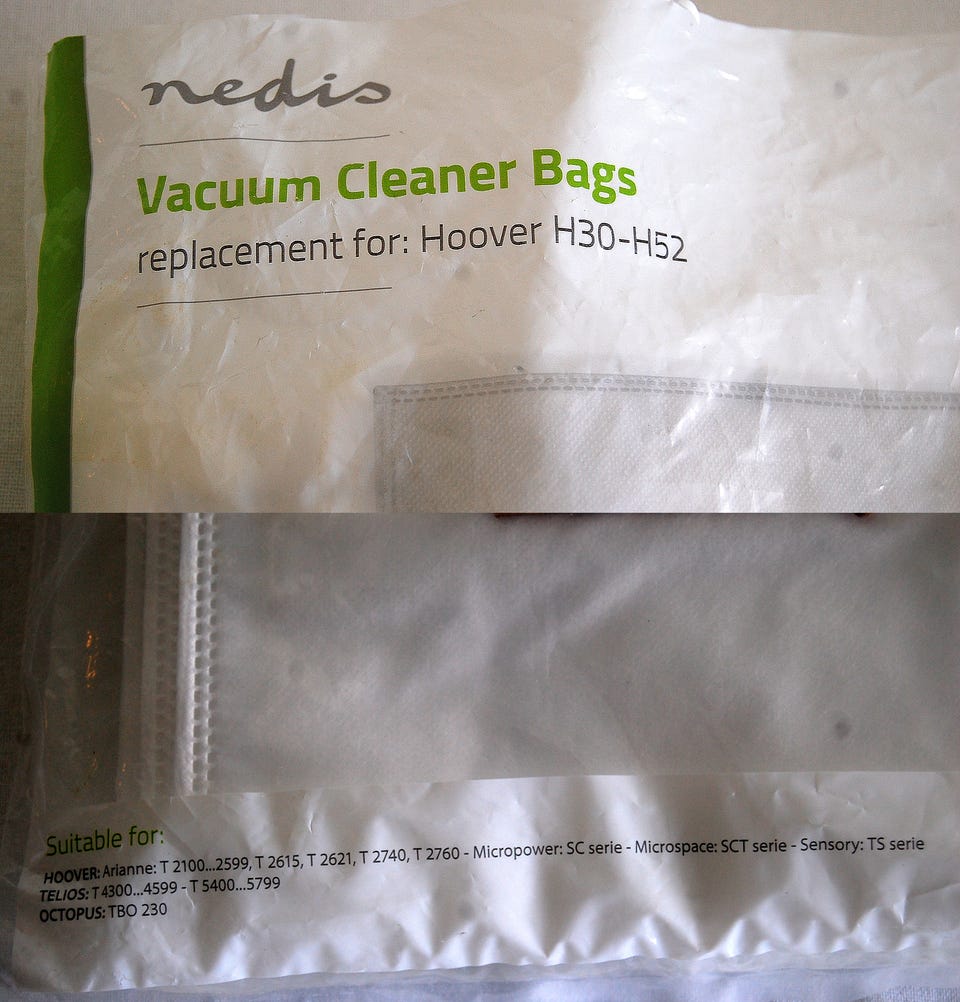 nedis
Vacuum Cleaner Bags
replacement for: Hoover H30-H52
Suitable for:
HOOVER: Arianne: T 2100...2599, T 2615, T 2621, T 2740, T 2760 - Micropower: SC serie - Microspace: SCT serie - Sensory: TS serie
TELIOS: T 4300...4599 - T 5400...5799
OCTOPUS: TBO 230